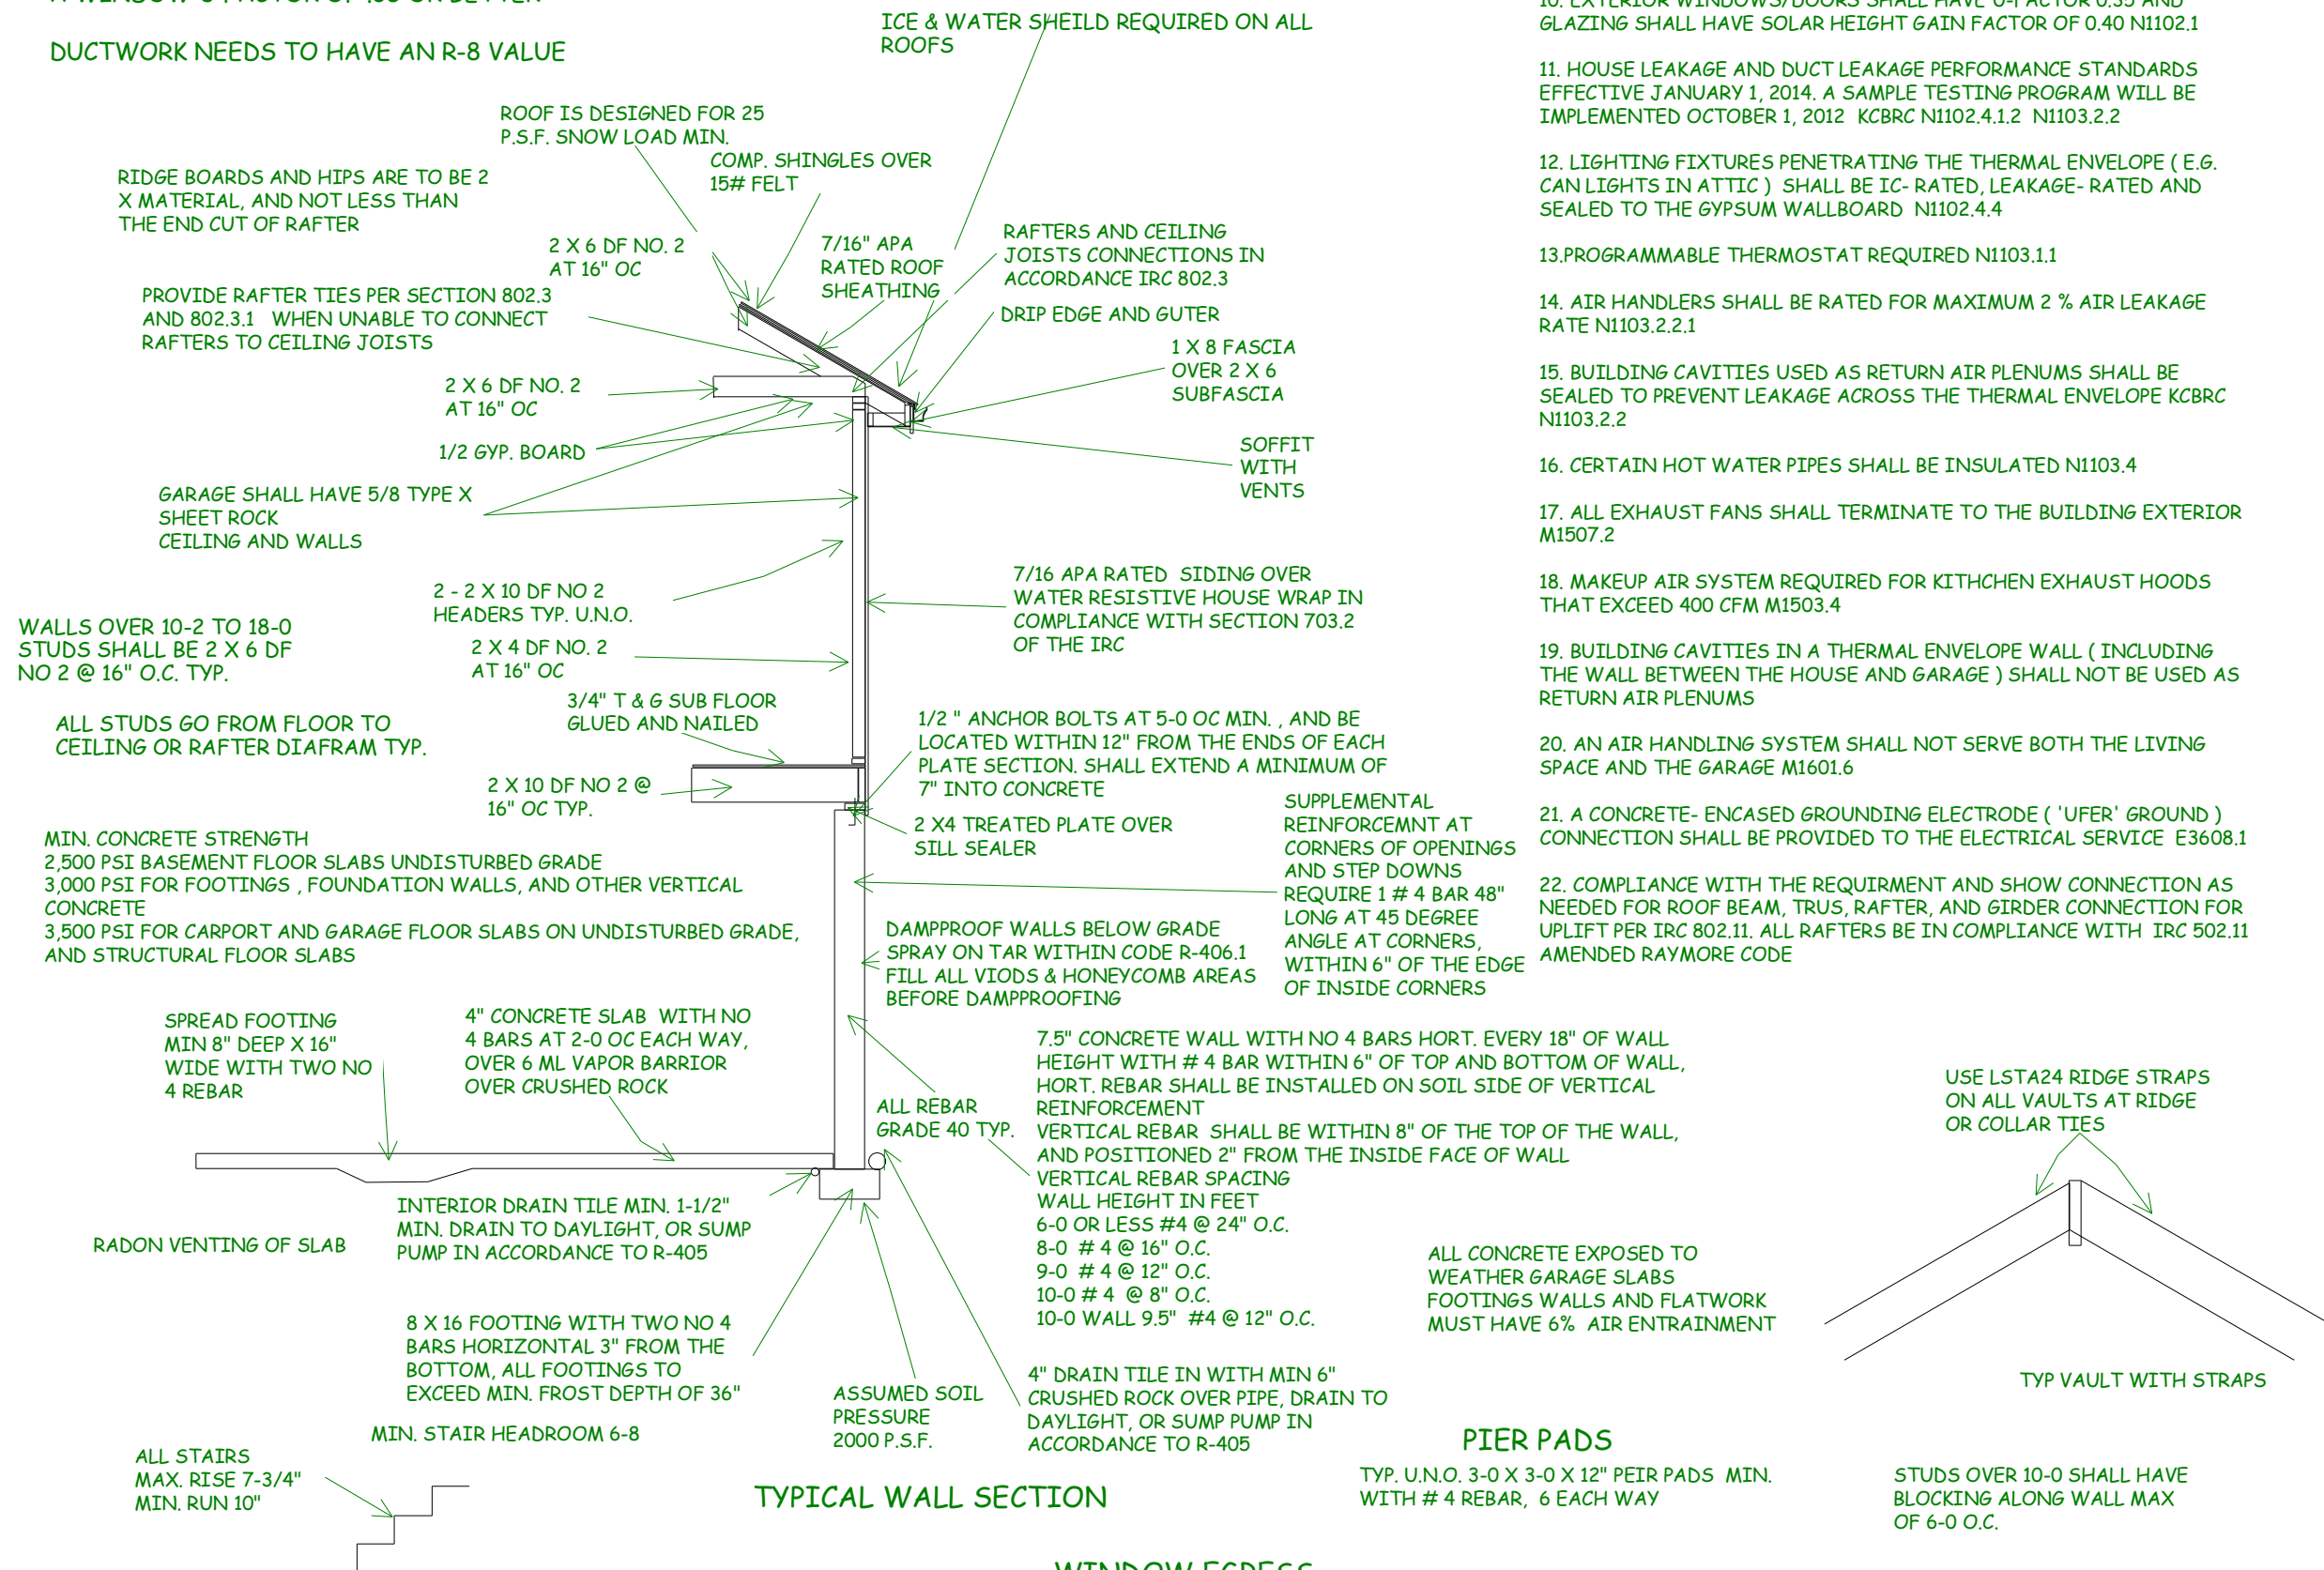 DUCTWORK NEEDS TO HAVE AN R-8 VALUE
ICE & WATER SHEILD REQUIRED ON ALL
ROOFS
ROOF IS DESIGNED FOR 25
P.S.F. SNOW LOAD MIN.
COMP. SHINGLES OVER
15# FELT
RIDGE BOARDS AND HIPS ARE TO BE 2
X MATERIAL, AND NOT LESS THAN
THE END CUT OF RAFTER
2 X 6 DF NO. 2
AT 16" OC
7/16" APA
RATED ROOF
SHEATHING
RAFTERS AND CEILING
JOISTS CONNECTIONS IN
ACCORDANCE IRC 802.3
PROVIDE RAFTER TIES PER SECTION 802.3
AND 802.3.1 WHEN UNABLE TO CONNECT
RAFTERS TO CEILING JOISTS
DRIP EDGE AND GUTER
1 X 8 FASCIA
OVER 2 X 6
SUBFASCIA
2 X 6 DF NO. 2
AT 16" OC
1/2 GYP. BOARD
SOFFIT
WITH
VENTS
GARAGE SHALL HAVE 5/8 TYPE X
SHEET ROCK
CEILING AND WALLS
2 - 2 X 10 DF NO 2
HEADERS TYP. U.N.O.
7/16 APA RATED SIDING OVER
WATER RESISTIVE HOUSE WRAP IN
COMPLIANCE WITH SECTION 703.2
OF THE IRC
WALLS OVER 10-2 TO 18-0
STUDS SHALL BE 2 X 6 DF
NO 2 @ 16" O.C. TYP.
2 X 4 DF NO. 2
AT 16" OC
3/4" T & G SUB FLOOR
GLUED AND NAILED
ALL STUDS GO FROM FLOOR TO
CEILING OR RAFTER DIAFRAM TYP.
1/2 " ANCHOR BOLTS AT 5-0 OC MIN. , AND BE
LOCATED WITHIN 12" FROM THE ENDS OF EACH
PLATE SECTION. SHALL EXTEND A MINIMUM OF
7" INTO CONCRETE
2 X 10 DF NO 2 @
16" OC TYP.
2 X4 TREATED PLATE OVER
SILL SEALER
SUPPLEMENTAL
REINFORCEMNT AT
CORNERS OF OPENINGS
AND STEP DOWNS
REQUIRE 1 # 4 BAR 48"
LONG AT 45 DEGREE
ANGLE AT CORNERS,
WITHIN 6" OF THE EDGE
OF INSIDE CORNERS
MIN. CONCRETE STRENGTH
2,500 PSI BASEMENT FLOOR SLABS UNDISTURBED GRADE
3,000 PSI FOR FOOTINGS , FOUNDATION WALLS, AND OTHER VERTICAL
CONCRETE
3,500 PSI FOR CARPORT AND GARAGE FLOOR SLABS ON UNDISTURBED GRADE,
AND STRUCTURAL FLOOR SLABS
DAMPPROOF WALLS BELOW GRADE
SPRAY ON TAR WITHIN CODE R-406.1
FILL ALL VIODS & HONEYCOMB AREAS
BEFORE DAMPPROOFING
SPREAD FOOTING
MIN 8" DEEP X 16"
WIDE WITH TWO NO
4 REBAR
4" CONCRETE SLAB WITH NO
4 BARS AT 2-0 OC EACH WAY,
OVER 6 ML VAPOR BARRIOR
OVER CRUSHED ROCK
ALL REBAR
GRADE 40 TYP.
7.5" CONCRETE WALL WITH NO 4 BARS HORT. EVERY 18" OF WALL
HEIGHT WITH # 4 BAR WITHIN 6" OF TOP AND BOTTOM OF WALL,
HORT. REBAR SHALL BE INSTALLED ON SOIL SIDE OF VERTICAL
REINFORCEMENT
VERTICAL REBAR SHALL BE WITHIN 8" OF THE TOP OF THE WALL,
AND POSITIONED 2" FROM THE INSIDE FACE OF WALL
VERTICAL REBAR SPACING
WALL HEIGHT IN FEET
6-0 OR LESS #4 @ 24" O.C.
8-0 # 4 @ 16" O.C.
9-0 # 4 @ 12" O.C.
10-0 # 4 @ 8" O.C.
10-0 WALL 9.5" #4 @ 12" O.C.
INTERIOR DRAIN TILE MIN. 1-1/2"
MIN. DRAIN TO DAYLIGHT, OR SUMP
PUMP IN ACCORDANCE TO R-405
RADON VENTING OF SLAB
8 X 16 FOOTING WITH TWO NO 4
BARS HORIZONTAL 3" FROM THE
BOTTOM, ALL FOOTINGS TO
EXCEED MIN. FROST DEPTH OF 36"
ASSUMED SOIL
PRESSURE
2000 P.S.F.
4" DRAIN TILE IN WITH MIN 6"
CRUSHED ROCK OVER PIPE, DRAIN TO
DAYLIGHT, OR SUMP PUMP IN
ACCORDANCE TO R-405
MIN. STAIR HEADROOM 6-8
ALL STAIRS
MAX. RISE 7-3/4"
MIN. RUN 10"
TYPICAL WALL SECTION
GLAZING SHALL HAVE SOLAR HEIGHT GAIN FACTOR OF 0.40 N1102.1
11. HOUSE LEAKAGE AND DUCT LEAKAGE PERFORMANCE STANDARDS
EFFECTIVE JANUARY 1, 2014. A SAMPLE TESTING PROGRAM WILL BE
IMPLEMENTED OCTOBER 1, 2012 KCBRC N1102.4.1.2 N1103.2.2
12. LIGHTING FIXTURES PENETRATING THE THERMAL ENVELOPE ( E.G.
CAN LIGHTS IN ATTIC ) SHALL BE IC- RATED, LEAKAGE- RATED AND
SEALED TO THE GYPSUM WALLBOARD N1102.4.4
13.PROGRAMMABLE THERMOSTAT REQUIRED N1103.1.1
14. AIR HANDLERS SHALL BE RATED FOR MAXIMUM 2 % AIR LEAKAGE
RATE N1103.2.2.1
15. BUILDING CAVITIES USED AS RETURN AIR PLENUMS SHALL BE
SEALED TO PREVENT LEAKAGE ACROSS THE THERMAL ENVELOPE KCBRC
N1103.2.2
16. CERTAIN HOT WATER PIPES SHALL BE INSULATED N1103.4
17. ALL EXHAUST FANS SHALL TERMINATE TO THE BUILDING EXTERIOR
M1507.2
18. MAKEUP AIR SYSTEM REQUIRED FOR KITHCHEN EXHAUST HOODS
THAT EXCEED 400 CFM M1503.4
19. BUILDING CAVITIES IN A THERMAL ENVELOPE WALL ( INCLUDING
THE WALL BETWEEN THE HOUSE AND GARAGE ) SHALL NOT BE USED AS
RETURN AIR PLENUMS
20. AN AIR HANDLING SYSTEM SHALL NOT SERVE BOTH THE LIVING
SPACE AND THE GARAGE M1601.6
21. A CONCRETE- ENCASED GROUNDING ELECTRODE ( 'UFER' GROUND )
CONNECTION SHALL BE PROVIDED TO THE ELECTRICAL SERVICE E3608.1
22. COMPLIANCE WITH THE REQUIRMENT AND SHOW CONNECTION AS
NEEDED FOR ROOF BEAM, TRUS, RAFTER, AND GIRDER CONNECTION FOR
UPLIFT PER IRC 802.11. ALL RAFTERS BE IN COMPLIANCE WITH IRC 502.11
AMENDED RAYMORE CODE
USE LSTA24 RIDGE STRAPS
ON ALL VAULTS AT RIDGE
OR COLLAR TIES
ALL CONCRETE EXPOSED TO
WEATHER GARAGE SLABS
FOOTINGS WALLS AND FLATWORK
MUST HAVE 6% AIR ENTRAINMENT
TYP VAULT WITH STRAPS
PIER PADS
TYP. U.N.O. 3-0 X 3-0 X 12" PEIR PADS MIN.
WITH # 4 REBAR, 6 EACH WAY
STUDS OVER 10-0 SHALL HAVE
BLOCKING ALONG WALL MAX
OF 6-0 O.C.
WINDOW EGRESS